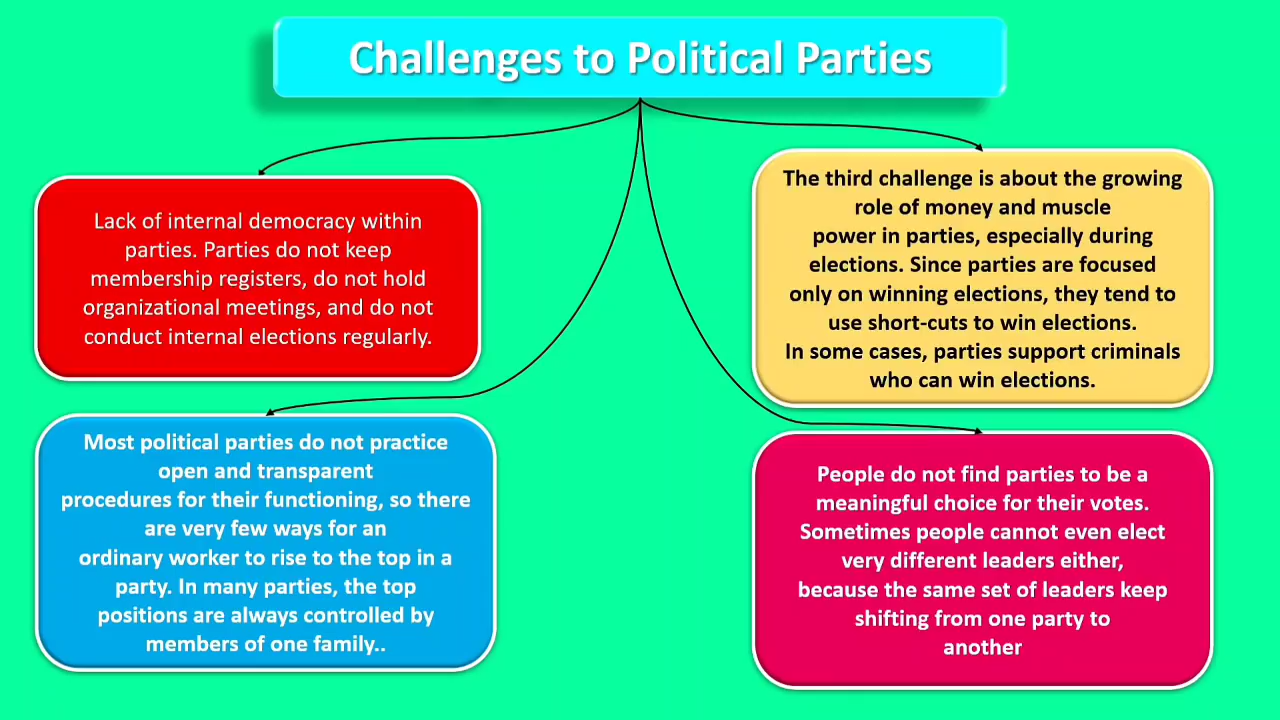 Challenges to Political Parties
Lack of internal democracy within
parties. Parties do not keep
membership registers, do not hold
organizational meetings, and do not
conduct internal elections regularly.
Most political parties do not practice
open and transparent
procedures for their functioning, so there
are very few ways for an
ordinary worker to rise to the top in a
party. In many parties, the top
positions are always controlled by
members of one family..
The third challenge is about the growing
role of money and muscle
power in parties, especially during
elections. Since parties are focused
only on winning elections, they tend to
use short-cuts to win elections.
In some cases, parties support criminals
who can win elections.
People do not find parties to be a
meaningful choice for their votes.
Sometimes people cannot even elect
very different leaders either,
because the same set of leaders keep
shifting from one party to
another